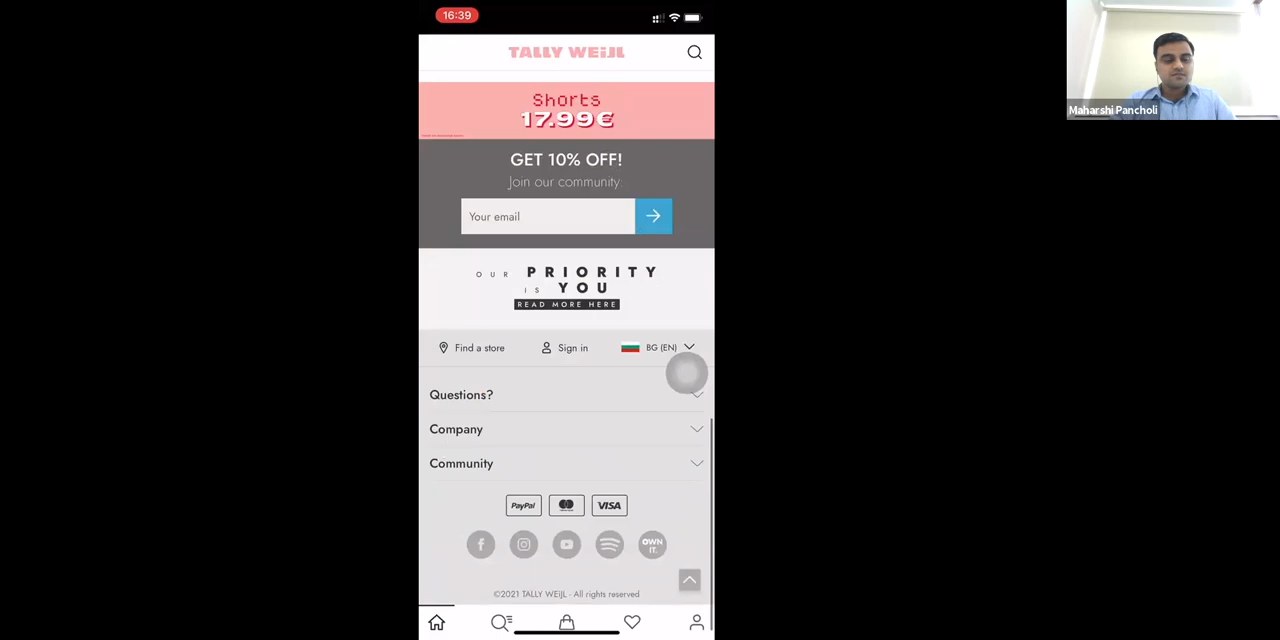 16:39
TALLY WEiJL
Shorts
17.99€
GET 10% OFF!
Join our community.
Your email
OUR PRIORITY
IS YOU
READ MORE HERE
Find a store
Sign in
BG (EN)
Questions?
Company
Community
PayPal
VISA
OWN
IT.
©2021 TALLY WEiJL - All rights reserved
Maharshi Pancholi